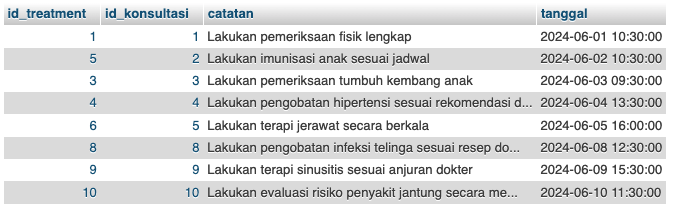 id_treatment id_konsultasi catatan tanggal
1 1 Lakukan pemeriksaan fisik lengkap 2024-06-01 10:30:00
5 2 Lakukan imunisasi anak sesuai jadwal 2024-06-02 10:30:00
3 3 Lakukan pemeriksaan tumbuh kembang anak 2024-06-03 09:30:00
4 4 Lakukan pengobatan hipertensi sesuai rekomendasi d... 2024-06-04 13:30:00
6 5 Lakukan terapi jerawat secara berkala 2024-06-05 16:00:00
8 8 Lakukan pengobatan infeksi telinga sesuai resep do... 2024-06-08 12:30:00
9 9 Lakukan terapi sinusitis sesuai anjuran dokter 2024-06-09 15:30:00
10 10 Lakukan evaluasi risiko penyakit jantung secara me... 2024-06-10 11:30:00